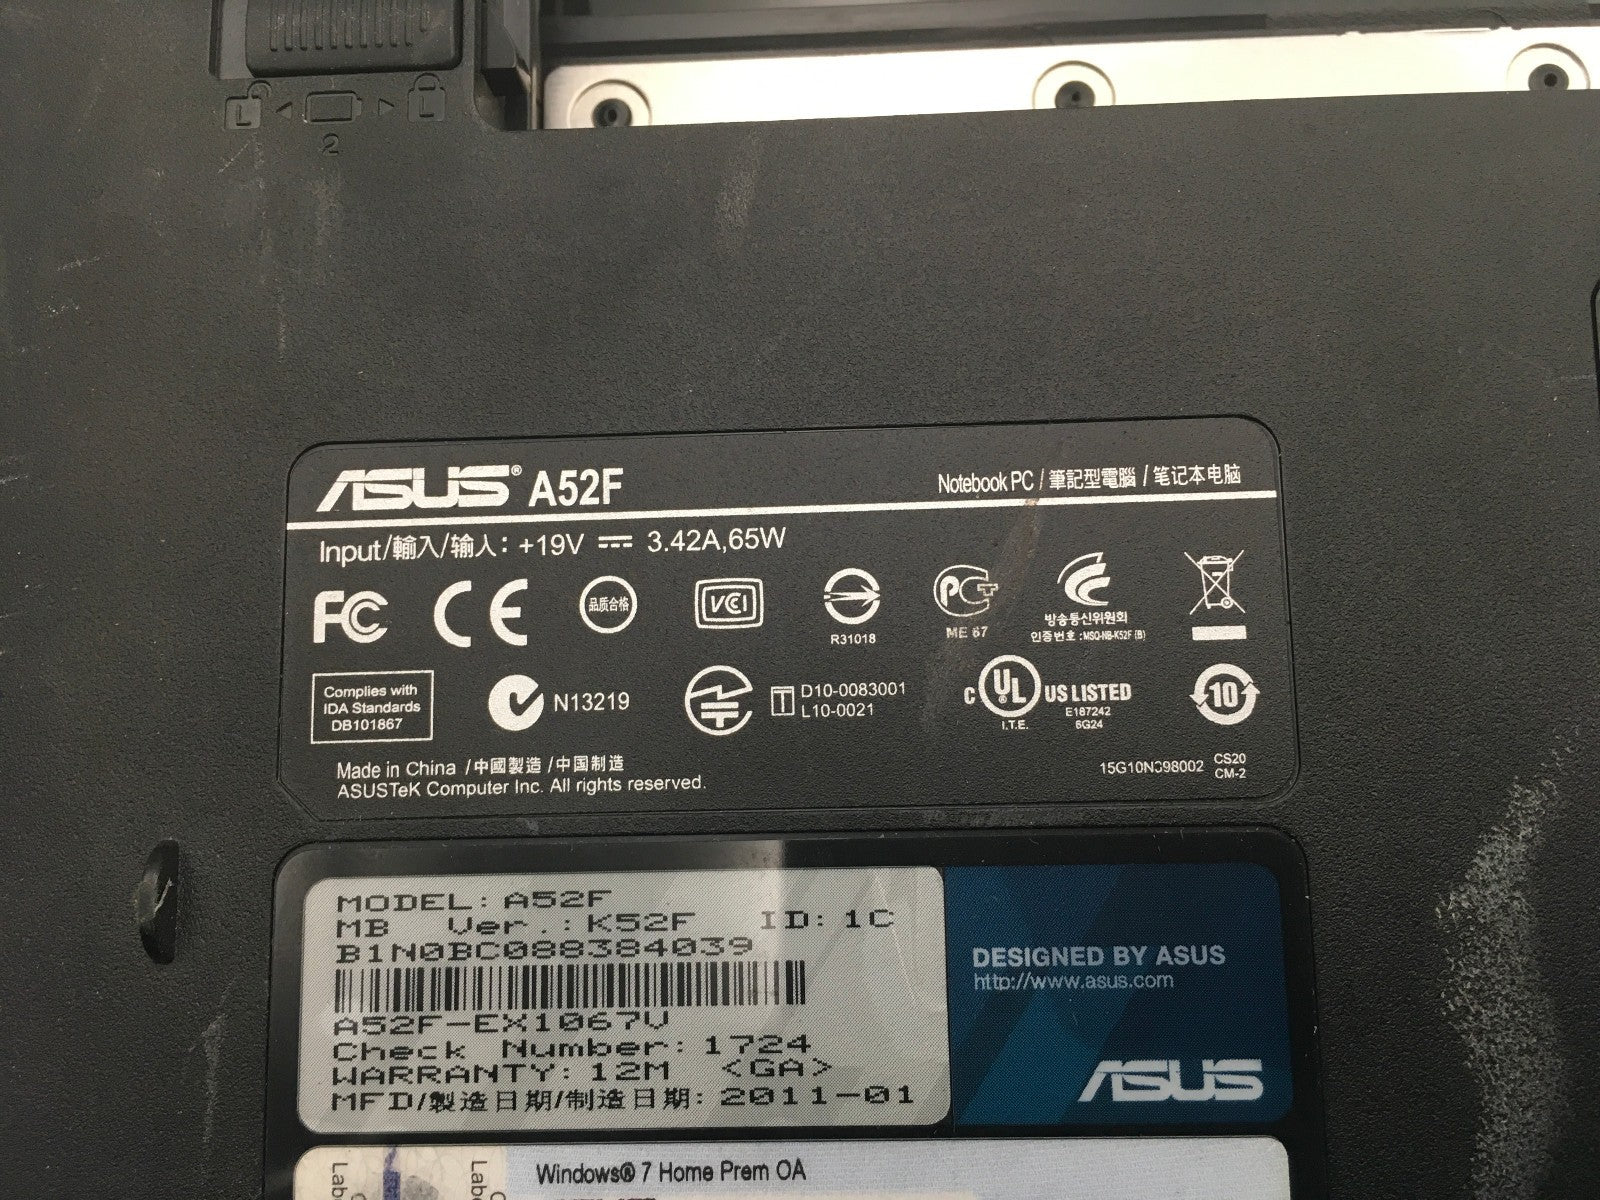 L L
2
ASUS® A52F
Notebook PC / 筆記型電腦 / 笔记本电脑
Input/輸入/输入: +19V ⎓ 3.42A,65W
FC CE 品质合格 VCI PCT
R31018
ME 67
방송통신위원회
인증번호 : MSQ-NB-K52F (B)
Complies with
IDA Standards
DB101867
N13219
T D10-0083001
L10-0021
C UL® US LISTED
I.T.E.
E187242
6G24
10
Made in China / 中國製造 / 中国制造
ASUSTeK Computer Inc. All rights reserved.
15G10N098002 CS20
CM-2
MODEL: A52F
MB Ver.: K52F ID: 1C
B1N0BC088384039
A52F-EX1067V
Check Number: 1724
WARRANTY: 12M <GA>
MFD/製造日期/制造日期: 2011-01
DESIGNED BY ASUS
http://www.asus.com
ASUS
Windows® 7 Home Prem OA